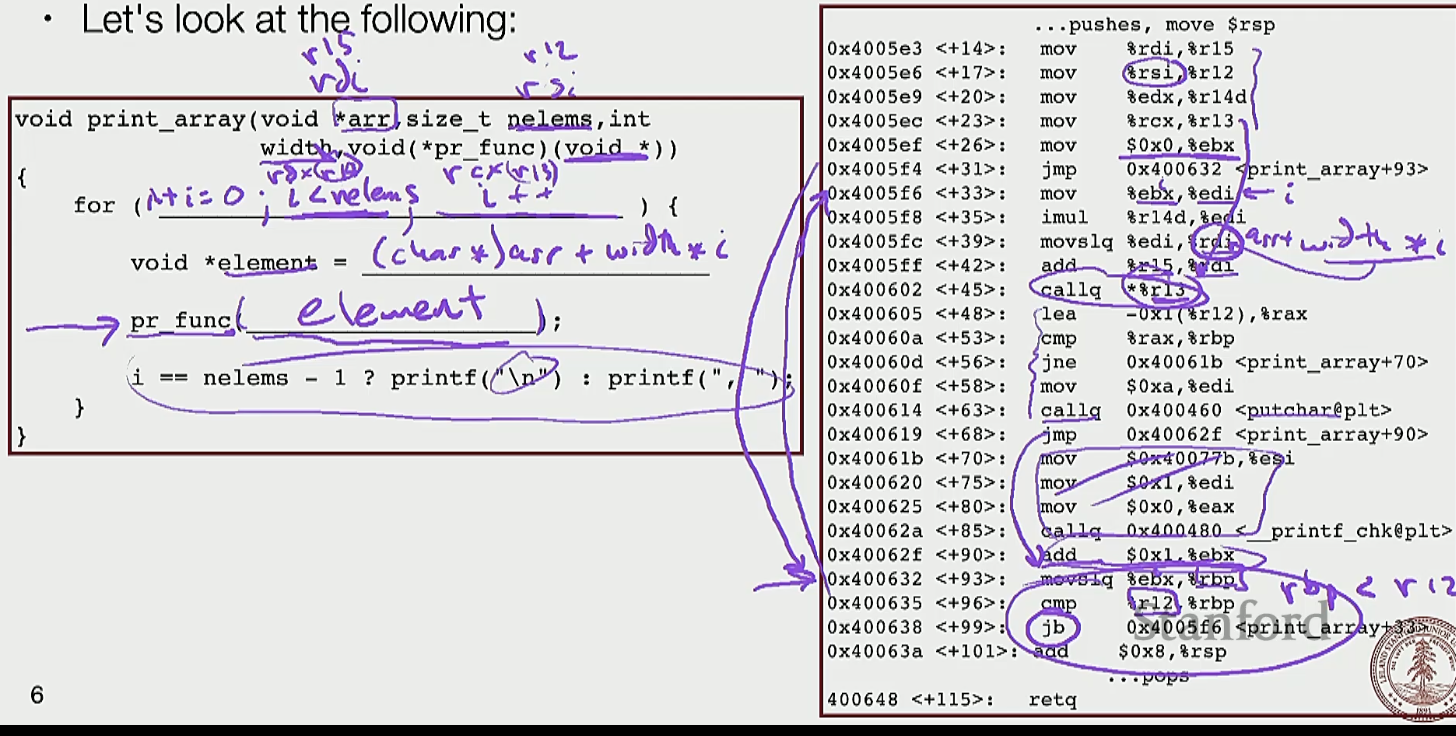 • Let's look at the following:
r15
rdi
r12
rsi
void print_array(void *arr,size_t nelems,int
width,void(*pr_func)(void *))
rcx(r13)
{
for (int i = 0 ; i < nelems ; i++ ) {
void *element = (char *)arr + width * i
pr_func( element );
i == nelems - 1 ? printf("\n") : printf(", ");
}
}
6
...pushes, move $rsp
0x4005e3 <+14>: mov %rdi,%r15
0x4005e6 <+17>: mov %rsi,%r12
0x4005e9 <+20>: mov %edx,%r14d
0x4005ec <+23>: mov %rcx,%r13
0x4005ef <+26>: mov $0x0,%ebx
0x4005f4 <+31>: jmp 0x400632 <print_array+93>
0x4005f6 <+33>: mov %ebx,%edi ← i
0x4005f8 <+35>: imul %r14d,%edi
0x4005fc <+39>: movslq %edi,%rdi arr + width * i
0x4005ff <+42>: add %r15,%rdi
0x400602 <+45>: callq *%r13
0x400605 <+48>: lea -0x1(%r12),%rax
0x40060a <+53>: cmp %rax,%rbp
0x40060d <+56>: jne 0x40061b <print_array+70>
0x40060f <+58>: mov $0xa,%edi
0x400614 <+63>: callq 0x400460 <putchar@plt>
0x400619 <+68>: jmp 0x40062f <print_array+90>
0x40061b <+70>: mov $0x40077b,%esi
0x400620 <+75>: mov $0x1,%edi
0x400625 <+80>: mov $0x0,%eax
0x40062a <+85>: callq 0x400480 <__printf_chk@plt>
0x40062f <+90>: add $0x1,%ebx
0x400632 <+93>: movslq %ebx,%rbp rbp < r12
0x400635 <+96>: cmp %r12,%rbp
0x400638 <+99>: jb 0x4005f6 <print_array+33>
0x40063a <+101>: add $0x8,%rsp
...pops
400648 <+115>: retq
Stanford